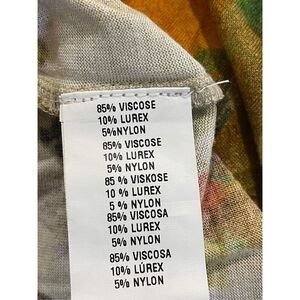 85% VISCOSE
10% LUREX
5%NYLON
85% VISCOSE
10% LUREX
5% NYLON
85 % VISKOSE
10 % LUREX
5 % NYLON
85% VISCOSA
10% LUREX
5% NYLON
85% VISCOSA
10% LÚREX
5% NYLON